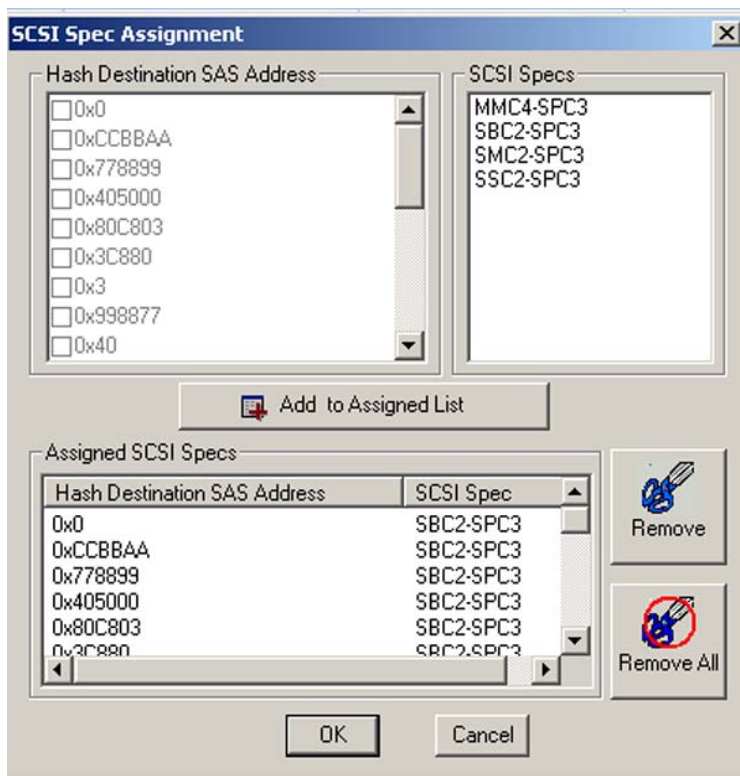 SCSI Spec Assignment
Hash Destination SAS Address
0x0
0xCCBBAA
0x778899
0x405000
0x80C803
0x3C880
0x3
0x998877
0x40
SCSI Specs
MMC4-SPC3
SBC2-SPC3
SMC2-SPC3
SSC2-SPC3
Add to Assigned List
Assigned SCSI Specs
Hash Destination SAS Address SCSI Spec
0x0 SBC2-SPC3
0xCCBBAA SBC2-SPC3
0x778899 SBC2-SPC3
0x405000 SBC2-SPC3
0x80C803 SBC2-SPC3
0x3C880 SBC2-SPC3
Remove
Remove All
OK Cancel